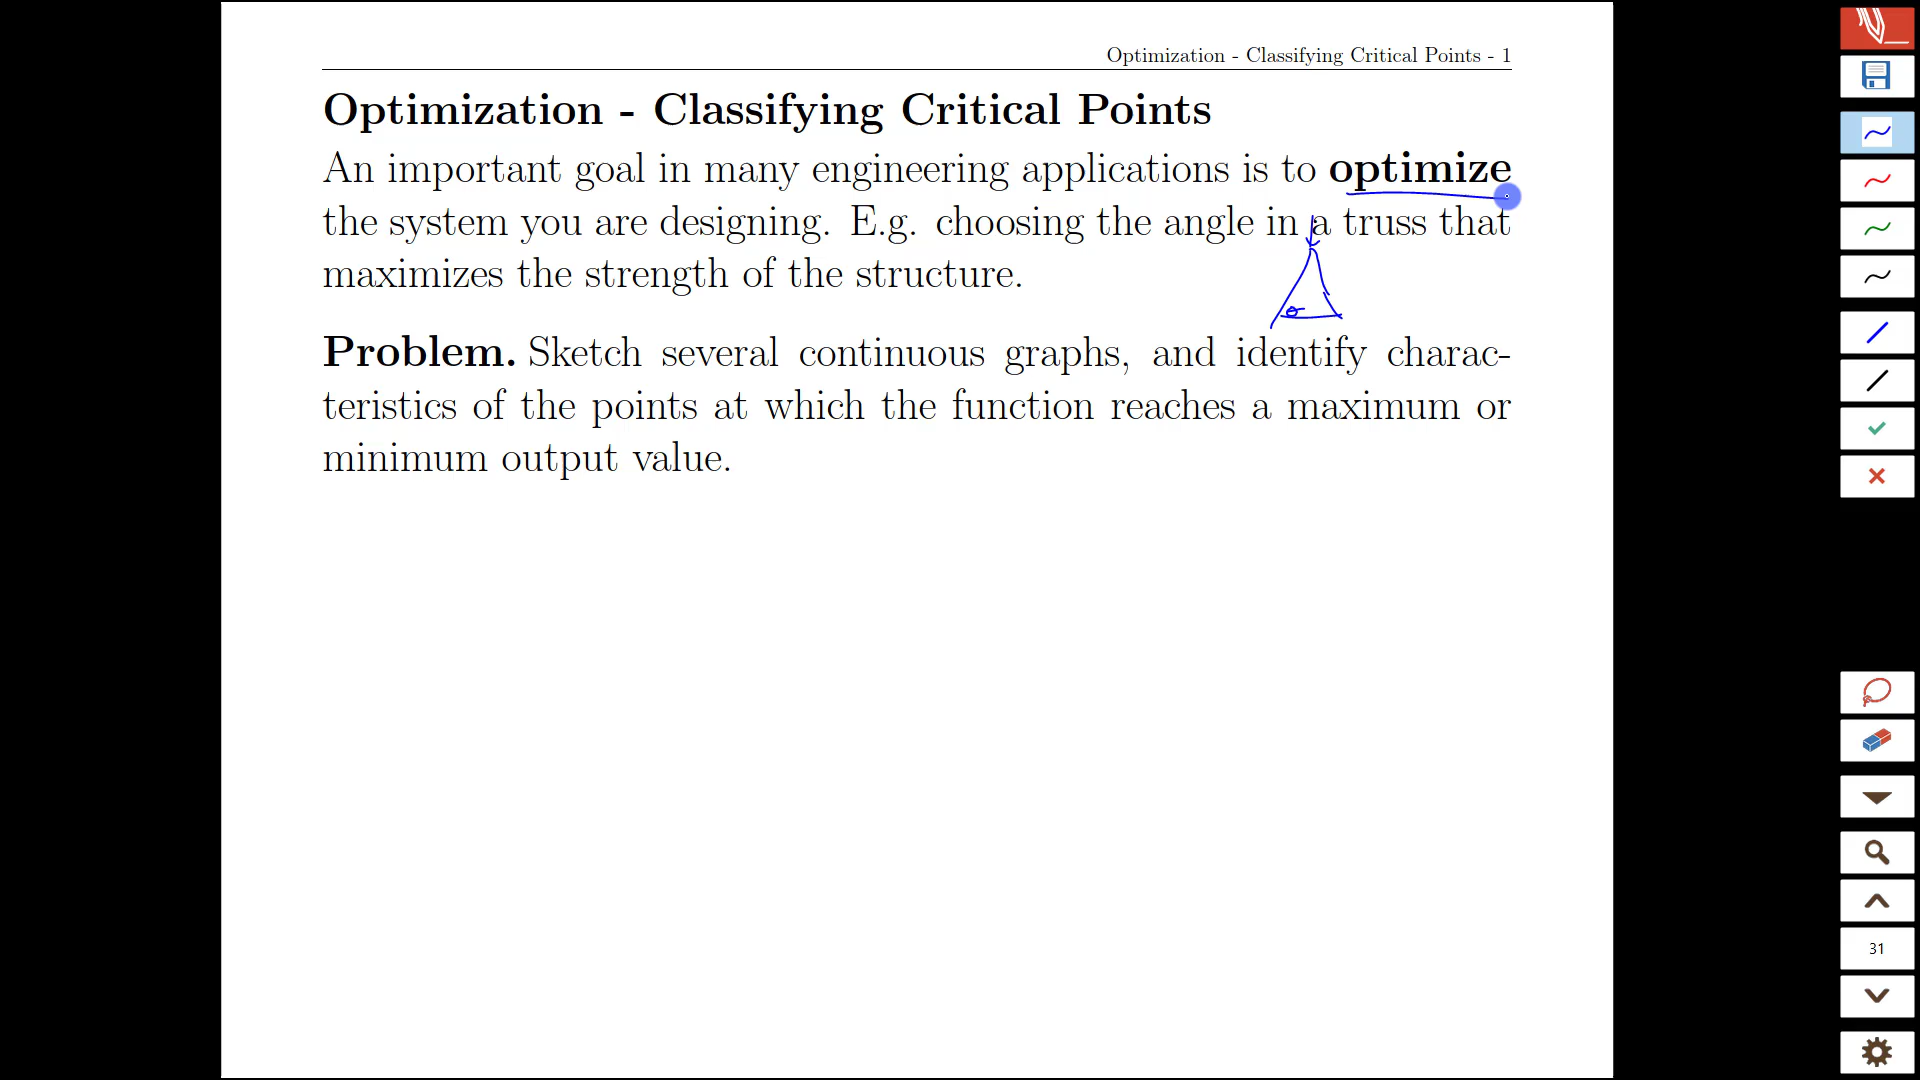 Optimization - Classifying Critical Points - 1
Optimization - Classifying Critical Points
An important goal in many engineering applications is to optimize
the system you are designing. E.g. choosing the angle in a truss that
maximizes the strength of the structure.
Problem. Sketch several continuous graphs, and identify charac-
teristics of the points at which the function reaches a maximum or
minimum output value.
31